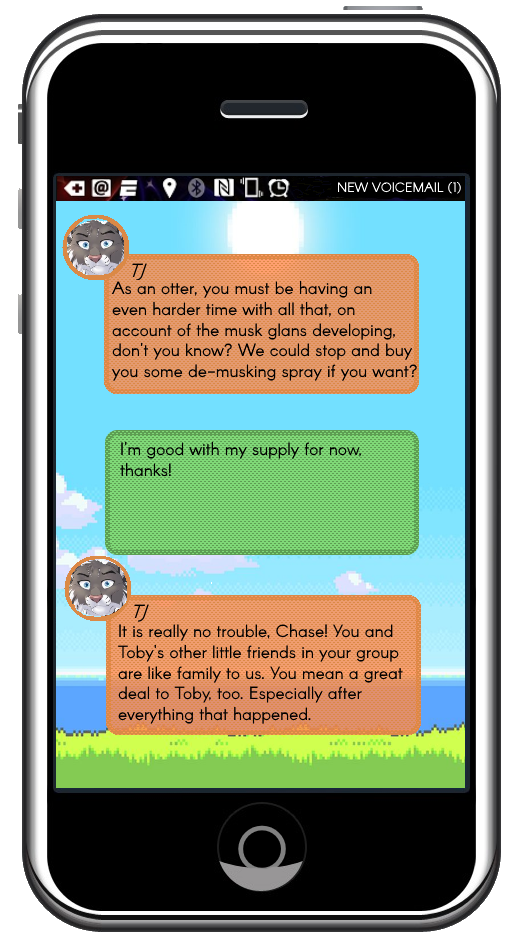 NEW VOICEMAIL (1)
TJ
As an otter, you must be having an
even harder time with all that, on
account of the musk glans developing,
don't you know? We could stop and buy
you some de-musking spray if you want?
I'm good with my supply for now,
thanks!
TJ
It is really no trouble, Chase! You and
Toby's other little friends in your group
are like family to us. You mean a great
deal to Toby, too. Especially after
everything that happened.